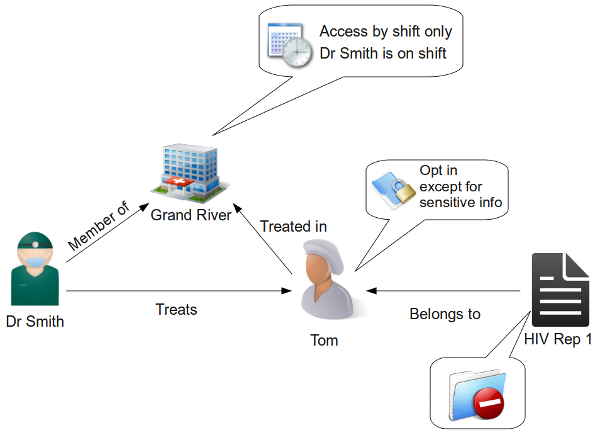 Access by shift only
Dr Smith is on shift
Opt in
except for
sensitive info
Grand River
Member of
Treated in
Dr Smith
Treats
Tom
Belongs to
HIV Rep 1